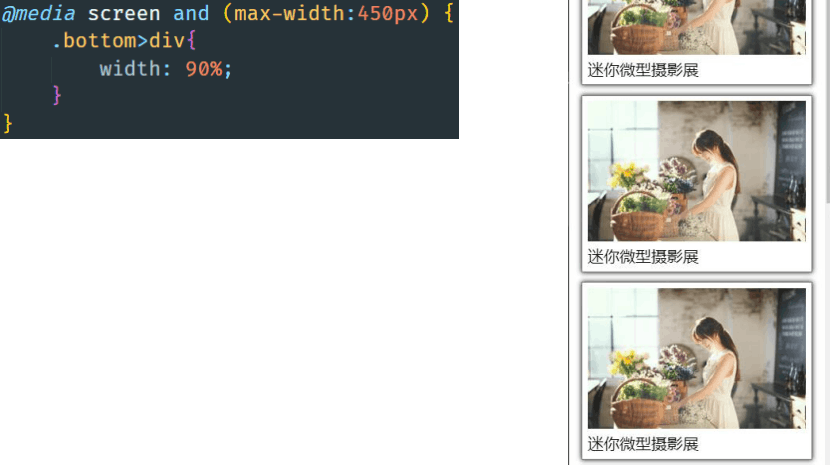 @media screen and (max-width:450px) {
.bottom>div{
width: 90%;
}
}
迷你微型摄影展
迷你微型摄影展
迷你微型摄影展